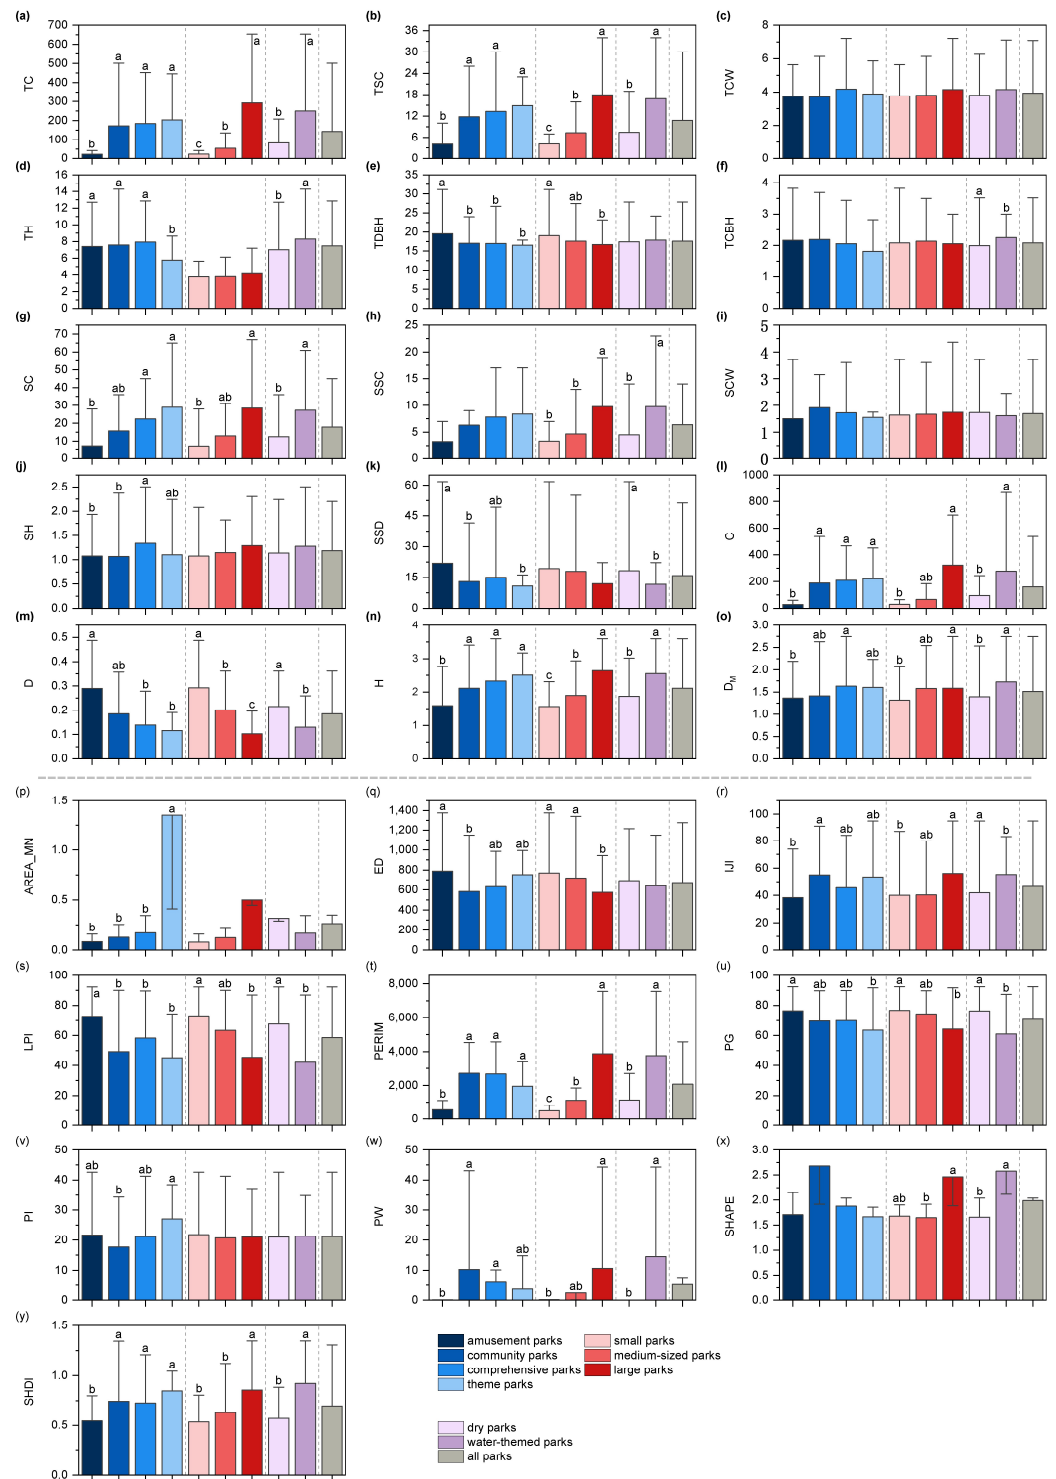 (a) (b) (c)
TC 700 600 500 400 300 200 100 0 b a a a c b a b a
TSC 36 30 24 18 12 6 0 b a a a c b a b a
TCW 8 6 4 2 0
(d) (e) (f)
TH 16 14 12 10 8 6 4 2 0 a a a b b a
TDEH 35 30 25 20 15 10 5 0 a b b b a ab b
TCEH 4 3 2 1 0 a b
(g) (h) (i)
SC 70 60 50 40 30 20 10 0 b ab a a b ab a b a
SSC 25 20 15 10 5 0 b b a b a
SCW 5 4 3 2 1 0
(j) (k) (l)
SH 2.5 2.0 1.5 1.0 0.5 0.0 b b a ab
SSD 60 45 30 15 0 a b ab b a b
C 1000 800 600 400 200 0 b a a a b ab a b a
(m) (n) (o)
D 0.5 0.4 0.3 0.2 0.1 0.0 a ab b b a b c a b
H 4 3 2 1 0 b a a a c b a b a
DM 2.5 2.0 1.5 1.0 0.5 0.0 b ab a ab b ab a b a
(p) (q) (r)
AREA_MN 1.5 1.0 0.5 0.0 b b b a
ED 1,400 1,200 1,000 800 600 400 200 0 a b ab ab a a b
IJI 100 80 60 40 20 0 b a ab ab b ab a a b
(s) (t) (u)
LPI 100 80 60 40 20 0 a b b b a ab b a b
PERIM 8,000 6,000 4,000 2,000 0 b a a a c b a b a
PG 100 80 60 40 20 0 a ab ab b a ab b a b
(v) (w) (x)
PI 50 40 30 20 10 0 ab b ab a
PW 50 40 30 20 10 0 b a a ab b ab a b a
SHAPE 3.0 2.5 2.0 1.5 1.0 0.5 0.0 ab b a b a
(y)
SHDI 1.5 1.0 0.5 0.0 b a a a b b a b a
amusement parks small parks
community parks medium-sized parks
comprehensive parks large parks
theme parks
dry parks
water-themed parks
all parks